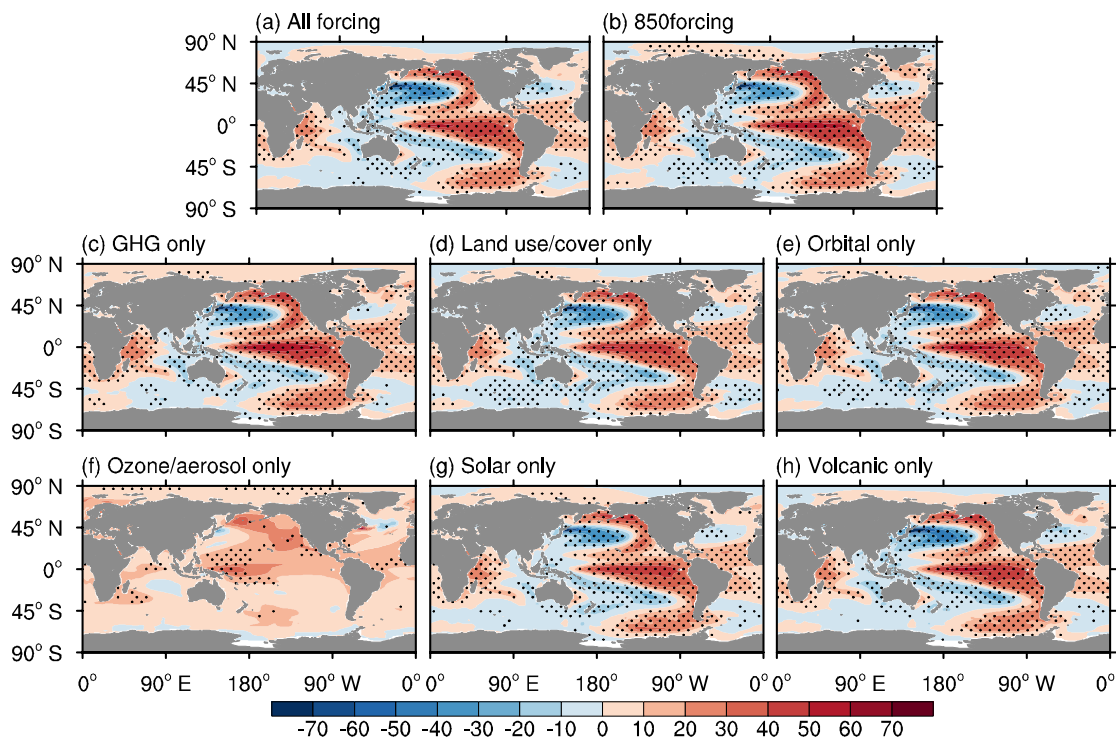 (a) All forcing (b) 850forcing
90° N
45° N
0°
45° S
90° S
(c) GHG only (d) Land use/cover only (e) Orbital only
90° N
45° N
0°
45° S
90° S
(f) Ozone/aerosol only (g) Solar only (h) Volcanic only
90° N
45° N
0°
45° S
90° S
0° 90° E 180° 90° W 0° 0° 90° E 180° 90° W 0° 0° 90° E 180° 90° W 0°
-70 -60 -50 -40 -30 -20 -10 0 10 20 30 40 50 60 70